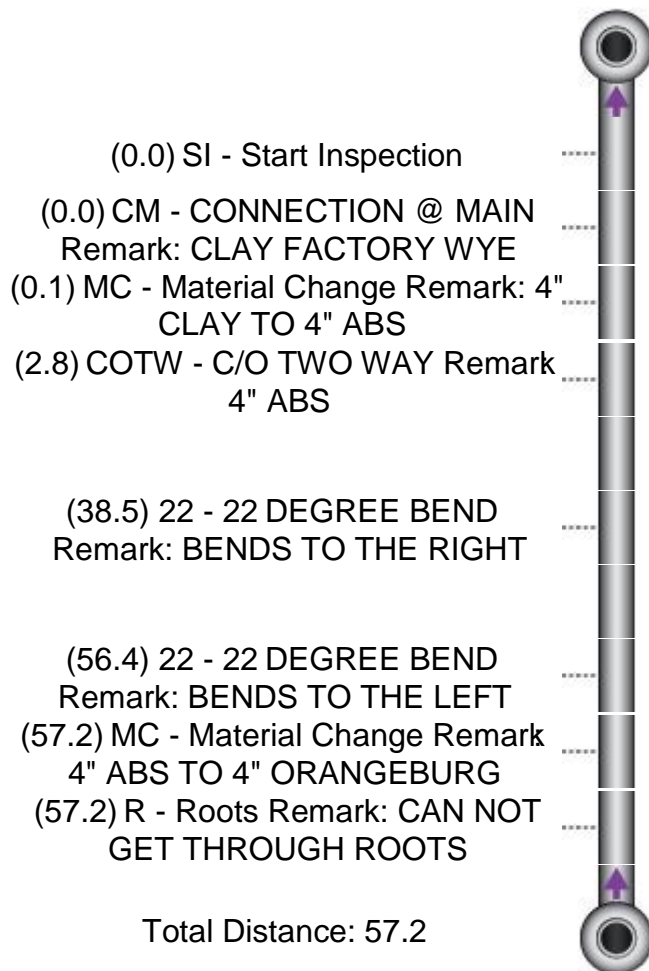 (0.0) SI - Start Inspection
(0.0) CM - CONNECTION @ MAIN
Remark: CLAY FACTORY WYE
(0.1) MC - Material Change Remark: 4"
CLAY TO 4" ABS
(2.8) COTW - C/O TWO WAY Remark
4" ABS
(38.5) 22 - 22 DEGREE BEND
Remark: BENDS TO THE RIGHT
(56.4) 22 - 22 DEGREE BEND
Remark: BENDS TO THE LEFT
(57.2) MC - Material Change Remark
4" ABS TO 4" ORANGEBURG
(57.2) R - Roots Remark: CAN NOT
GET THROUGH ROOTS
Total Distance: 57.2